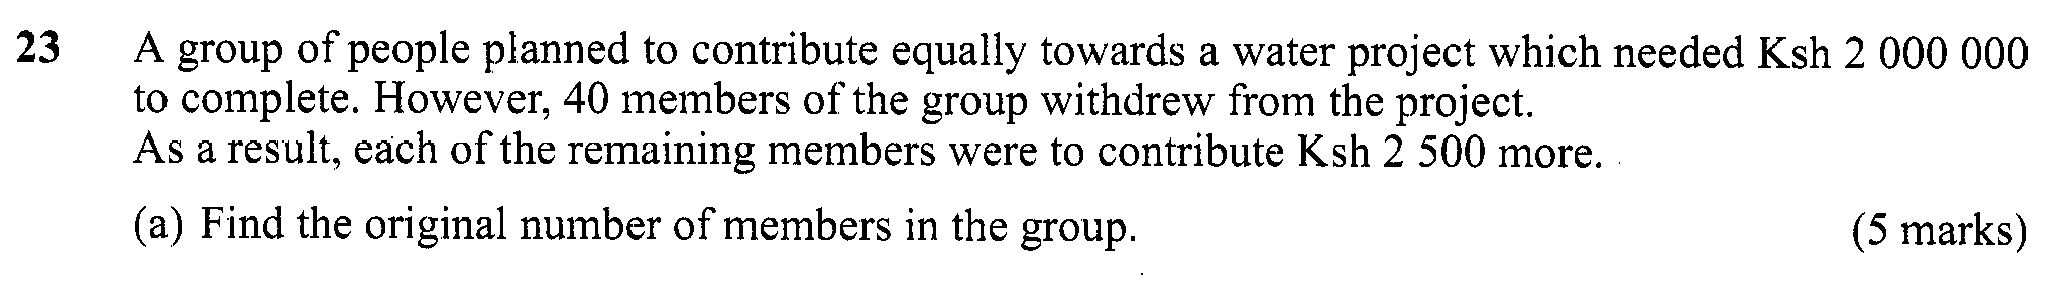 23 A group of people planned to contribute equally towards a water project which needed Ksh 2 000 000
to complete. However, 40 members of the group withdrew from the project.
As a result, each of the remaining members were to contribute Ksh 2 500 more.
(a) Find the original number of members in the group. (5 marks)